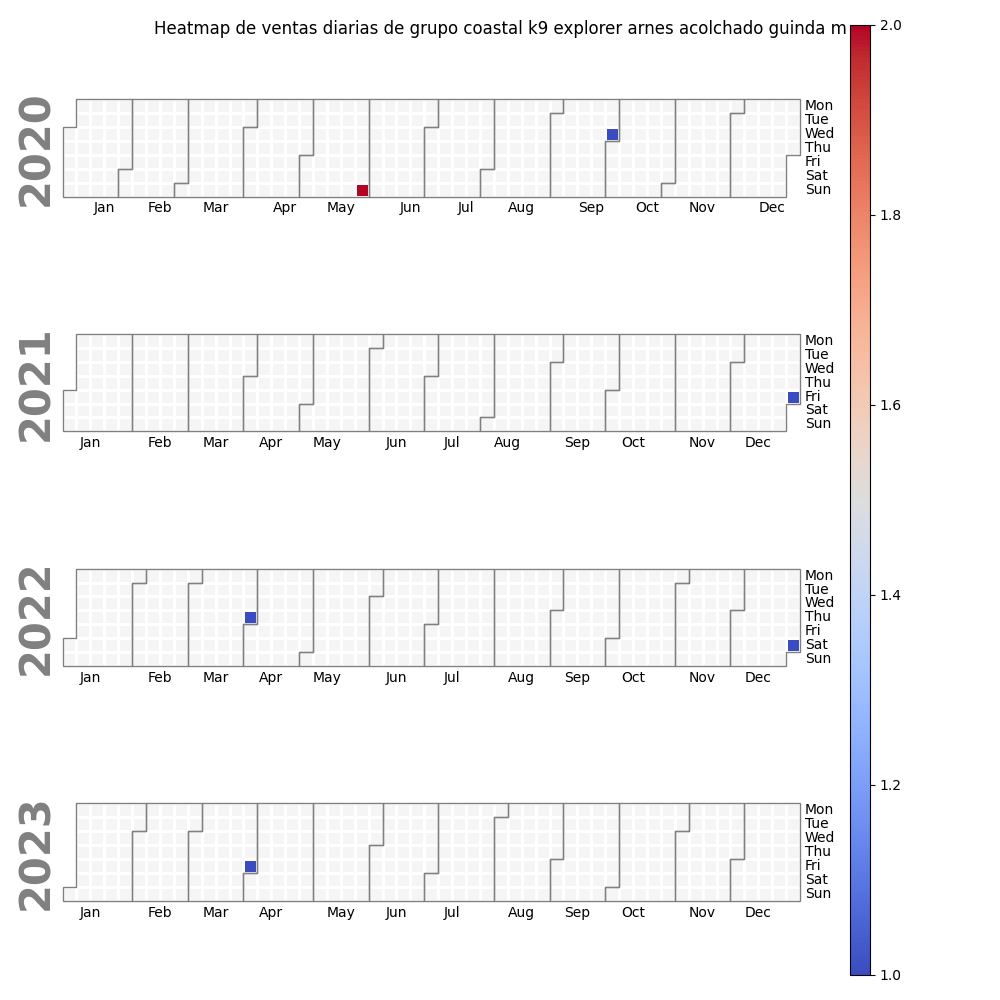 Heatmap de ventas diarias de grupo coastal k9 explorer arnes acolchado guinda m
2020
Mon
Tue
Wed
Thu
Fri
Sat
Sun
Jan Feb Mar Apr May Jun Jul Aug Sep Oct Nov Dec
2021
Mon
Tue
Wed
Thu
Fri
Sat
Sun
Jan Feb Mar Apr May Jun Jul Aug Sep Oct Nov Dec
2022
Mon
Tue
Wed
Thu
Fri
Sat
Sun
Jan Feb Mar Apr May Jun Jul Aug Sep Oct Nov Dec
2023
Mon
Tue
Wed
Thu
Fri
Sat
Sun
Jan Feb Mar Apr May Jun Jul Aug Sep Oct Nov Dec
2.0
1.8
1.6
1.4
1.2
1.0